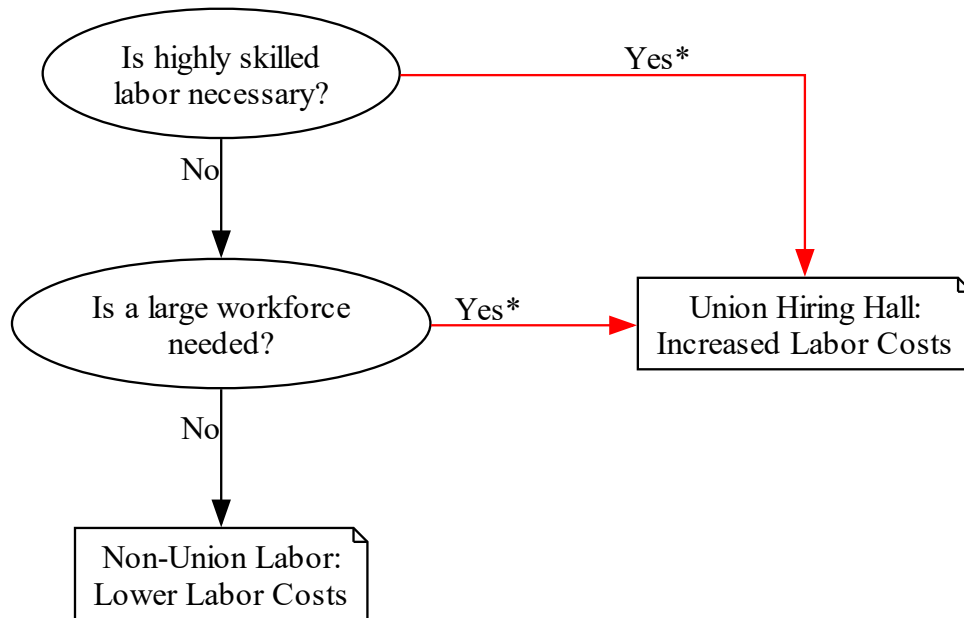 Is highly skilled
labor necessary?
Yes*
No
Is a large workforce
needed?
Yes*
Union Hiring Hall:
Increased Labor Costs
No
Non-Union Labor:
Lower Labor Costs